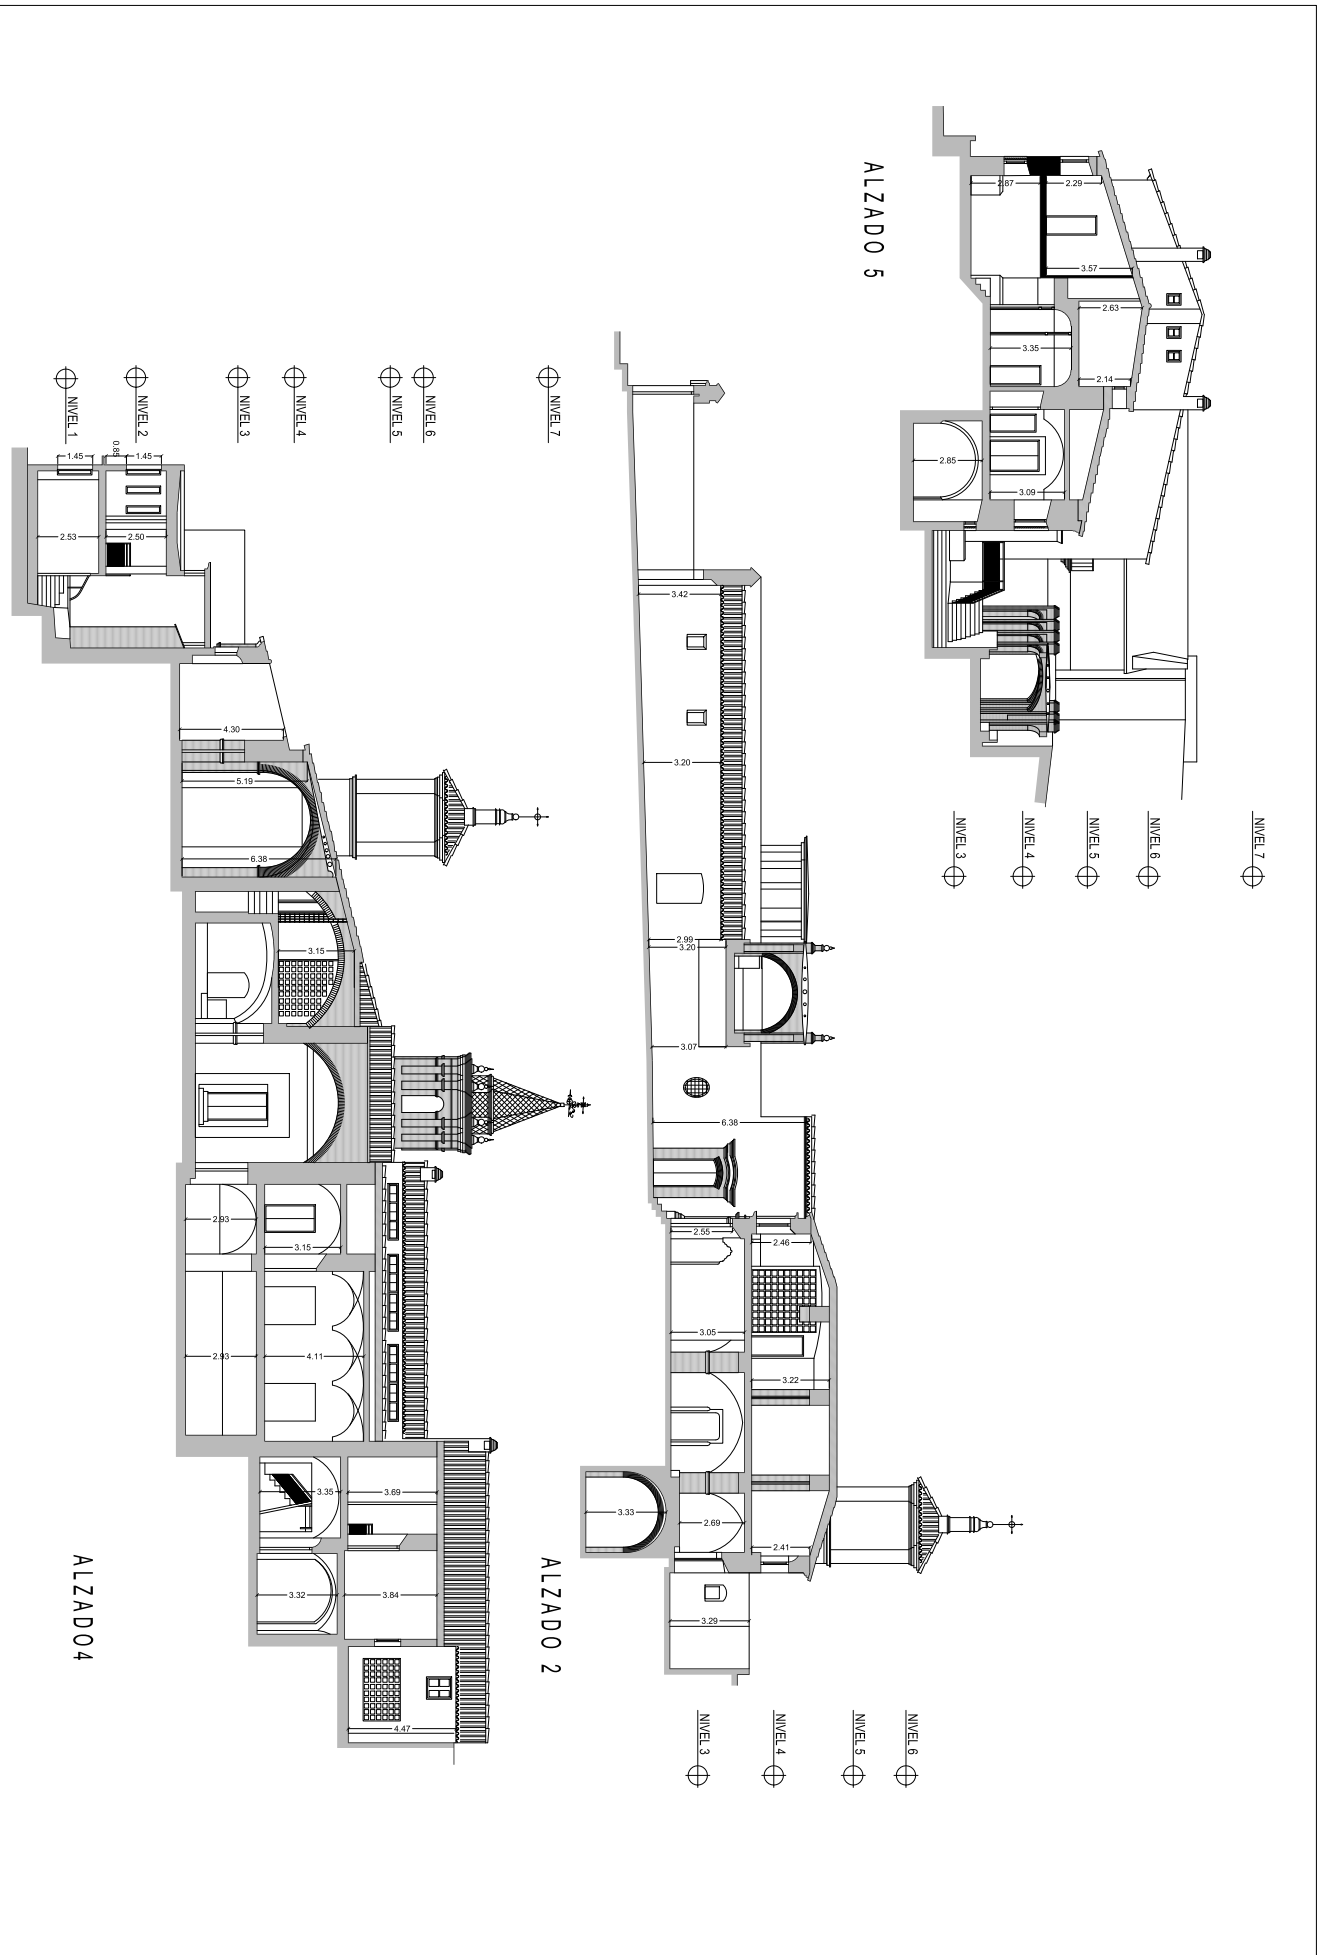 ALZADO 5
2.87
2.29
3.57
2.63
3.35
2.14
2.85
3.09
NIVEL 3
NIVEL 4
NIVEL 5
NIVEL 6
NIVEL 7
ALZADO 2
3.42
3.20
2.99
3.20
3.07
6.38
2.55
2.46
3.05
3.22
3.33
2.69
2.41
3.29
NIVEL 3
NIVEL 4
NIVEL 5
NIVEL 6
NIVEL 1
NIVEL 2
NIVEL 3
NIVEL 4
NIVEL 5
NIVEL 6
NIVEL 7
1.45
0.85
1.45
2.53
2.50
4.30
5.19
6.38
3.15
2.93
3.15
2.93
4.11
3.35
3.69
3.32
3.84
4.47
ALZADO4